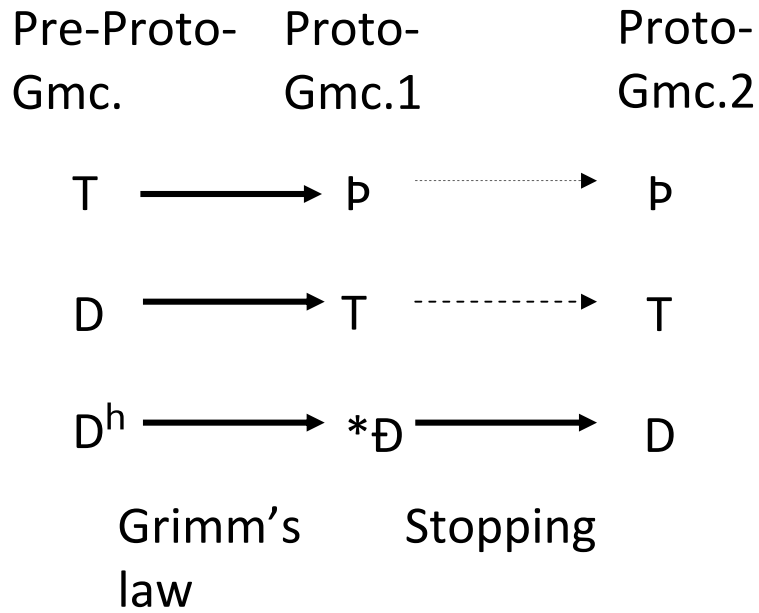 Pre-Proto- Proto- Proto-
Gmc. Gmc.1 Gmc.2
T Þ Þ
D T T
Dʰ *Đ D
Grimm’s Stopping
law